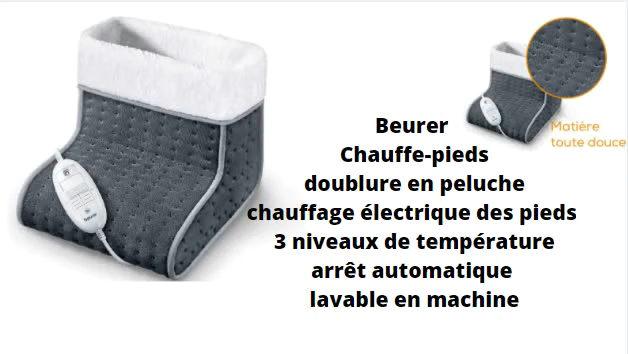 Beurer
Chauffe-pieds
doublure en peluche
chauffage électrique des pieds
3 niveaux de température
arrêt automatique
lavable en machine
Matière
toute douce
beurer